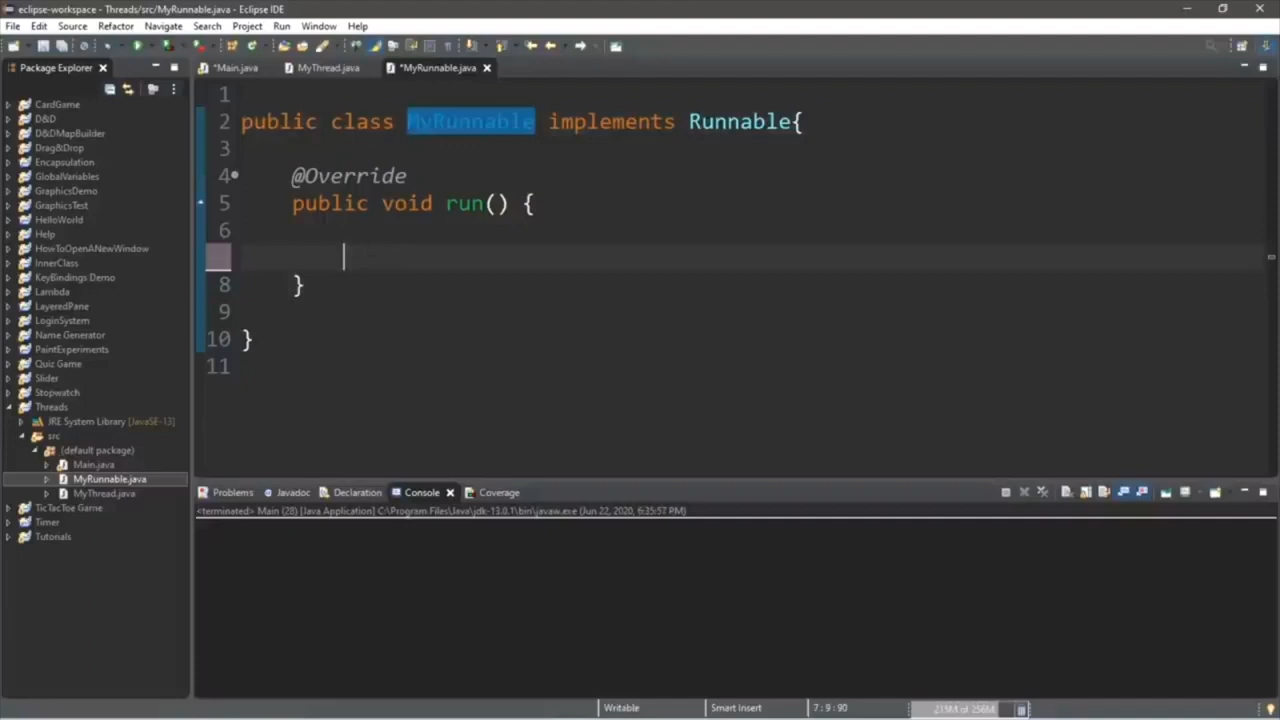 eclipse-workspace - Threads/src/MyRunnable.java - Eclipse IDE
File Edit Source Refactor Navigate Search Project Run Window Help
Package Explorer
*Main.java MyThread.java *MyRunnable.java
CardGame
D&D
D&DMapBuilder
Drag&Drop
Encapsulation
GlobalVariables
GraphicsDemo
GraphicsTest
HelloWorld
Help
HowToOpenANewWindow
InnerClass
KeyBindings Demo
Lambda
LayeredPane
LoginSystem
Name Generator
PaintExperiments
Quiz Game
Slider
Stopwatch
Threads
JRE System Library [JavaSE-13]
src
(default package)
Main.java
MyRunnable.java
MyThread.java
TicTacToe Game
Timer
Tutorials
1
2 public class MyRunnable implements Runnable{
3
4 @Override
5 public void run() {
6
8 }
9
10 }
11
Problems Javadoc Declaration Console Coverage
<terminated> Main (28) [Java Application] C:\Program Files\Java\jdk-13.0.1\bin\javaw.exe (Jun 22, 2020, 6:35:57 PM)
Writable Smart Insert 7 : 9 : 90 215M of 256M